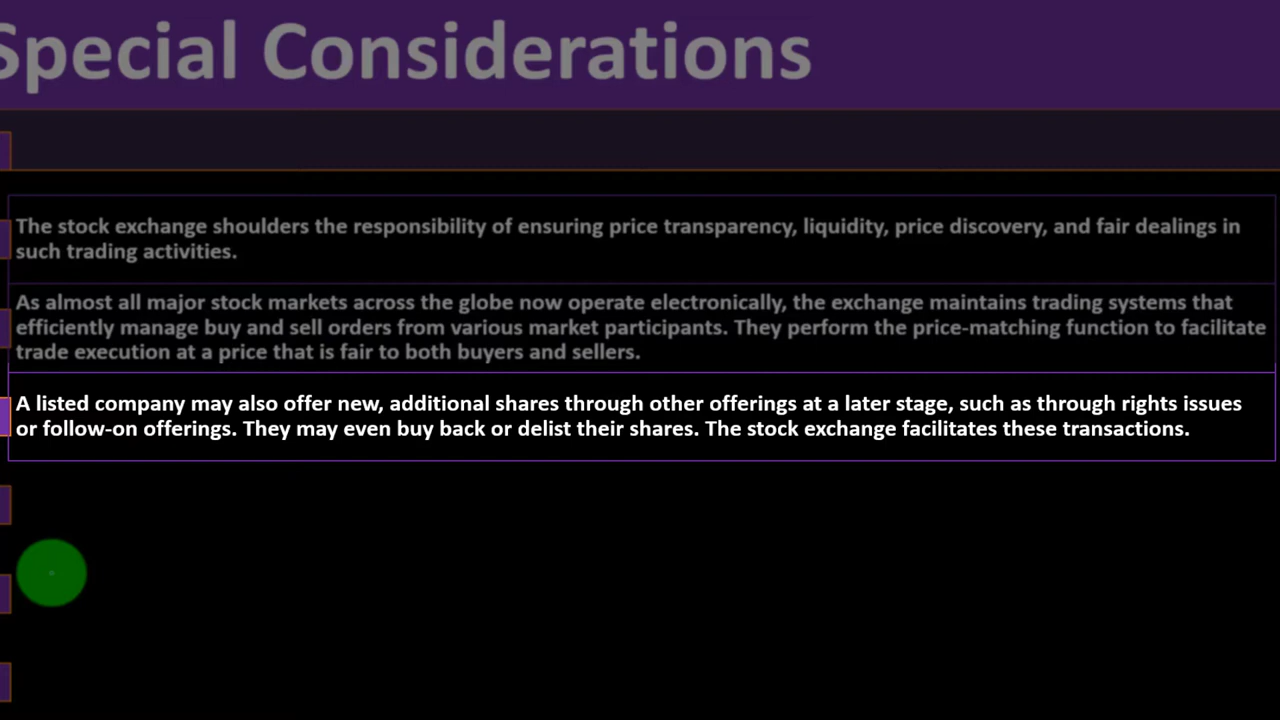 Special Considerations
The stock exchange shoulders the responsibility of ensuring price transparency, liquidity, price discovery, and fair dealings in
such trading activities.
As almost all major stock markets across the globe now operate electronically, the exchange maintains trading systems that
efficiently manage buy and sell orders from various market participants. They perform the price-matching function to facilitate
trade execution at a price that is fair to both buyers and sellers.
A listed company may also offer new, additional shares through other offerings at a later stage, such as through rights issues
or follow-on offerings. They may even buy back or delist their shares. The stock exchange facilitates these transactions.